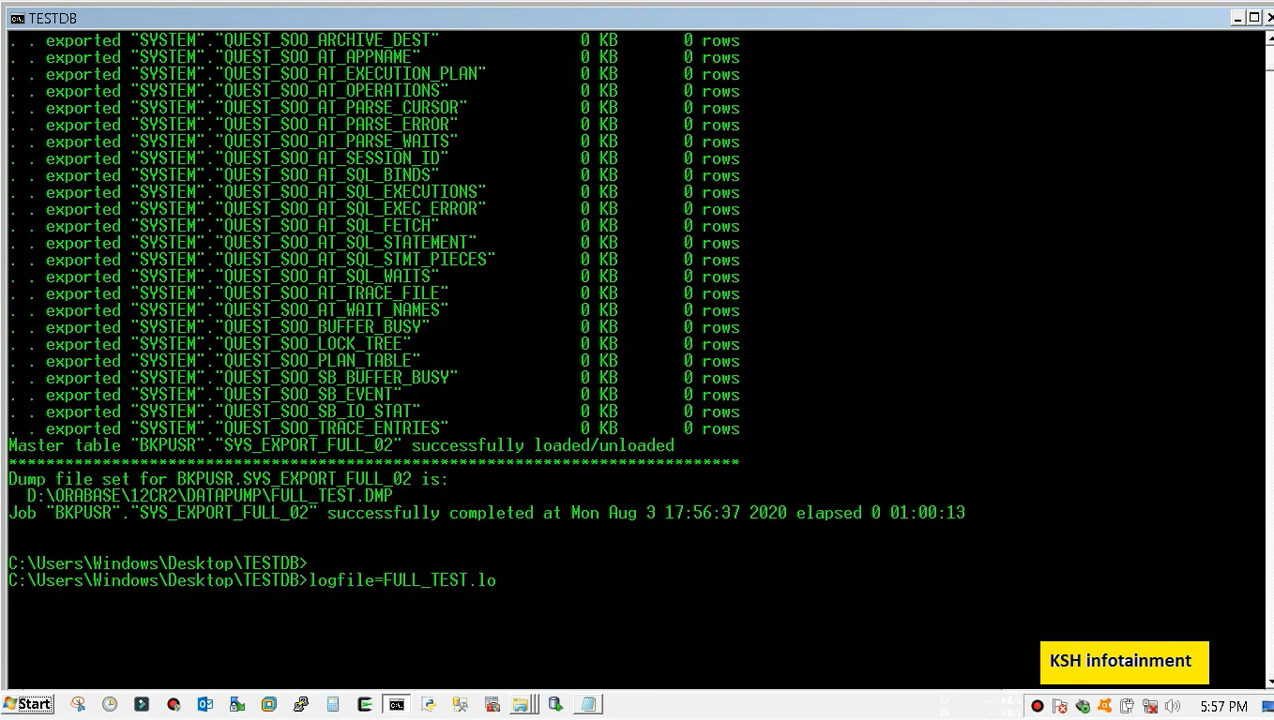 TESTDB
. . exported "SYSTEM"."QUEST_SOO_ARCHIVE_DEST" 0 KB 0 rows
. . exported "SYSTEM"."QUEST_SOO_AT_APPNAME" 0 KB 0 rows
. . exported "SYSTEM"."QUEST_SOO_AT_EXECUTION_PLAN" 0 KB 0 rows
. . exported "SYSTEM"."QUEST_SOO_AT_OPERATIONS" 0 KB 0 rows
. . exported "SYSTEM"."QUEST_SOO_AT_PARSE_CURSOR" 0 KB 0 rows
. . exported "SYSTEM"."QUEST_SOO_AT_PARSE_ERROR" 0 KB 0 rows
. . exported "SYSTEM"."QUEST_SOO_AT_PARSE_WAITS" 0 KB 0 rows
. . exported "SYSTEM"."QUEST_SOO_AT_SESSION_ID" 0 KB 0 rows
. . exported "SYSTEM"."QUEST_SOO_AT_SQL_BINDS" 0 KB 0 rows
. . exported "SYSTEM"."QUEST_SOO_AT_SQL_EXECUTIONS" 0 KB 0 rows
. . exported "SYSTEM"."QUEST_SOO_AT_SQL_EXEC_ERROR" 0 KB 0 rows
. . exported "SYSTEM"."QUEST_SOO_AT_SQL_FETCH" 0 KB 0 rows
. . exported "SYSTEM"."QUEST_SOO_AT_SQL_STATEMENT" 0 KB 0 rows
. . exported "SYSTEM"."QUEST_SOO_AT_SQL_STMT_PIECES" 0 KB 0 rows
. . exported "SYSTEM"."QUEST_SOO_AT_SQL_WAITS" 0 KB 0 rows
. . exported "SYSTEM"."QUEST_SOO_AT_TRACE_FILE" 0 KB 0 rows
. . exported "SYSTEM"."QUEST_SOO_AT_WAIT_NAMES" 0 KB 0 rows
. . exported "SYSTEM"."QUEST_SOO_BUFFER_BUSY" 0 KB 0 rows
. . exported "SYSTEM"."QUEST_SOO_LOCK_TREE" 0 KB 0 rows
. . exported "SYSTEM"."QUEST_SOO_PLAN_TABLE" 0 KB 0 rows
. . exported "SYSTEM"."QUEST_SOO_SB_BUFFER_BUSY" 0 KB 0 rows
. . exported "SYSTEM"."QUEST_SOO_SB_EVENT" 0 KB 0 rows
. . exported "SYSTEM"."QUEST_SOO_SB_IO_STAT" 0 KB 0 rows
. . exported "SYSTEM"."QUEST_SOO_TRACE_ENTRIES" 0 KB 0 rows
Master table "BKPUSR"."SYS_EXPORT_FULL_02" successfully loaded/unloaded
******************************************************************************
Dump file set for BKPUSR.SYS_EXPORT_FULL_02 is:
D:\ORABASE\12CR2\DATAPUMP\FULL_TEST.DMP
Job "BKPUSR"."SYS_EXPORT_FULL_02" successfully completed at Mon Aug 3 17:56:37 2020 elapsed 0 01:00:13
C:\Users\Windows\Desktop\TESTDB>
C:\Users\Windows\Desktop\TESTDB>logfile=FULL_TEST.lo
KSH infotainment
Start
5:57 PM